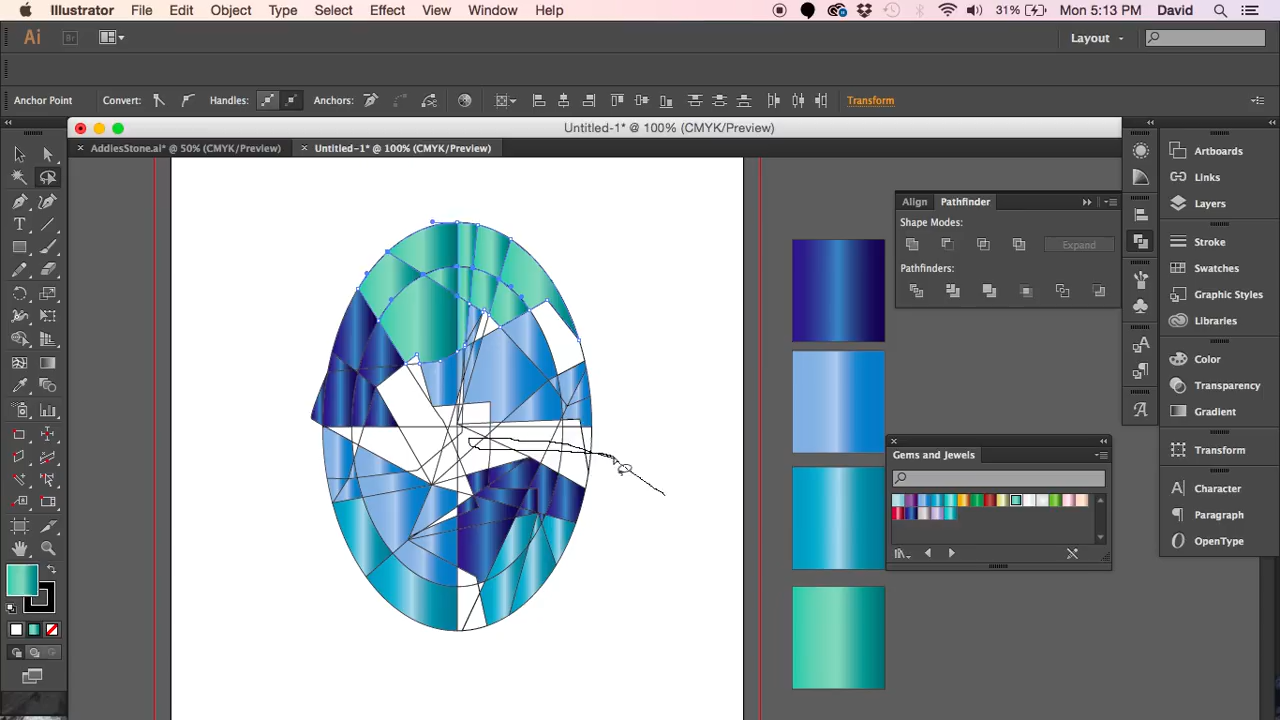 Illustrator File Edit Object Type Select Effect View Window Help 31% Mon 5:13 PM David
Ai Br Layout
Anchor Point Convert: Handles: Anchors: Transform
Untitled-1* @ 100% (CMYK/Preview)
× AddiesStone.ai* @ 50% (CMYK/Preview) × Untitled-1* @ 100% (CMYK/Preview)
Align Pathfinder
Shape Modes:
Expand
Pathfinders:
Gems and Jewels
Artboards
Links
Layers
Stroke
Swatches
Graphic Styles
Libraries
Color
Transparency
Gradient
Transform
Character
Paragraph
OpenType